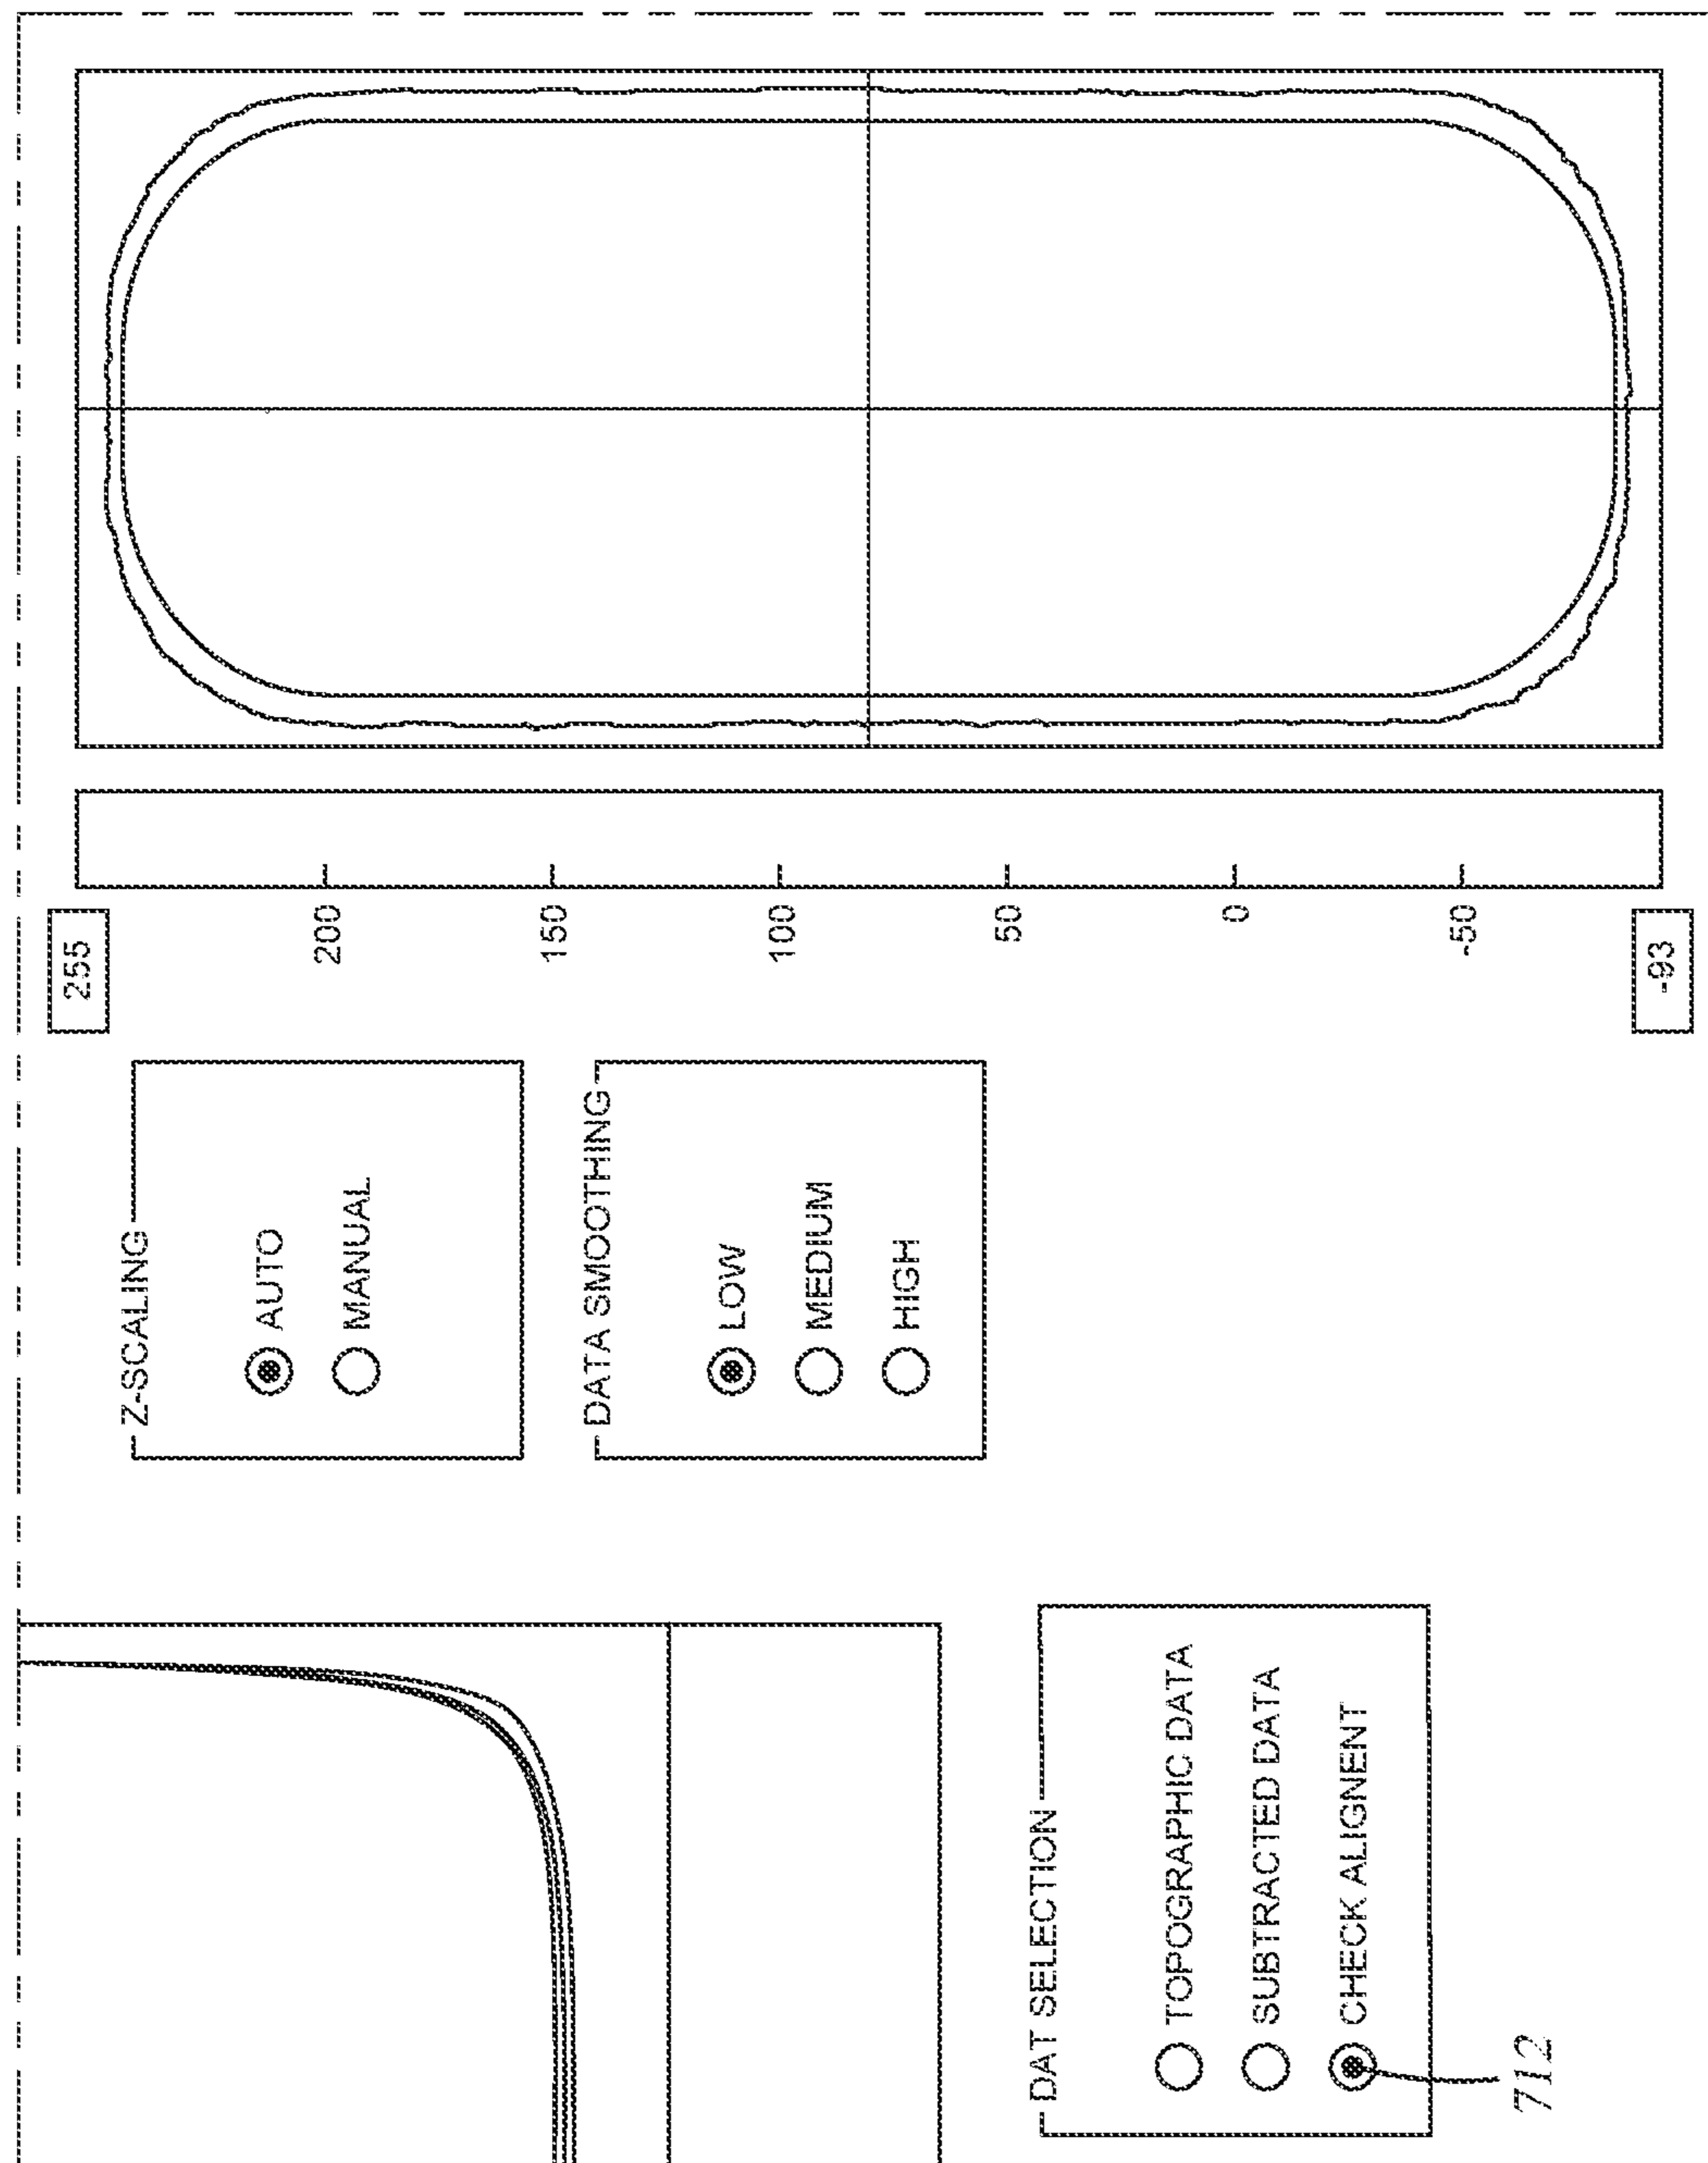 255
200
150
100
50
0
-50
-93
Z-SCALING
AUTO
MANUAL
DATA SMOOTHING
LOW
MEDIUM
HIGH
DAT SELECTION
TOPOGRAPHIC DATA
SUBTRACTED DATA
CHECK ALIGNENT
712